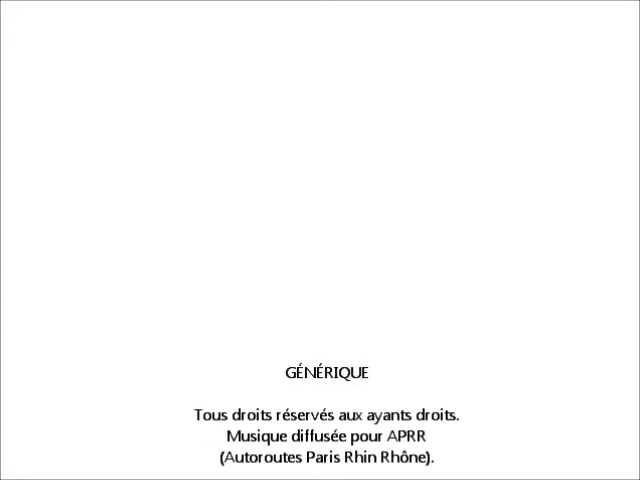 GÉNÉRIQUE
Tous droits réservés aux ayants droits.
Musique diffusée pour APRR
(Autoroutes Paris Rhin Rhône).